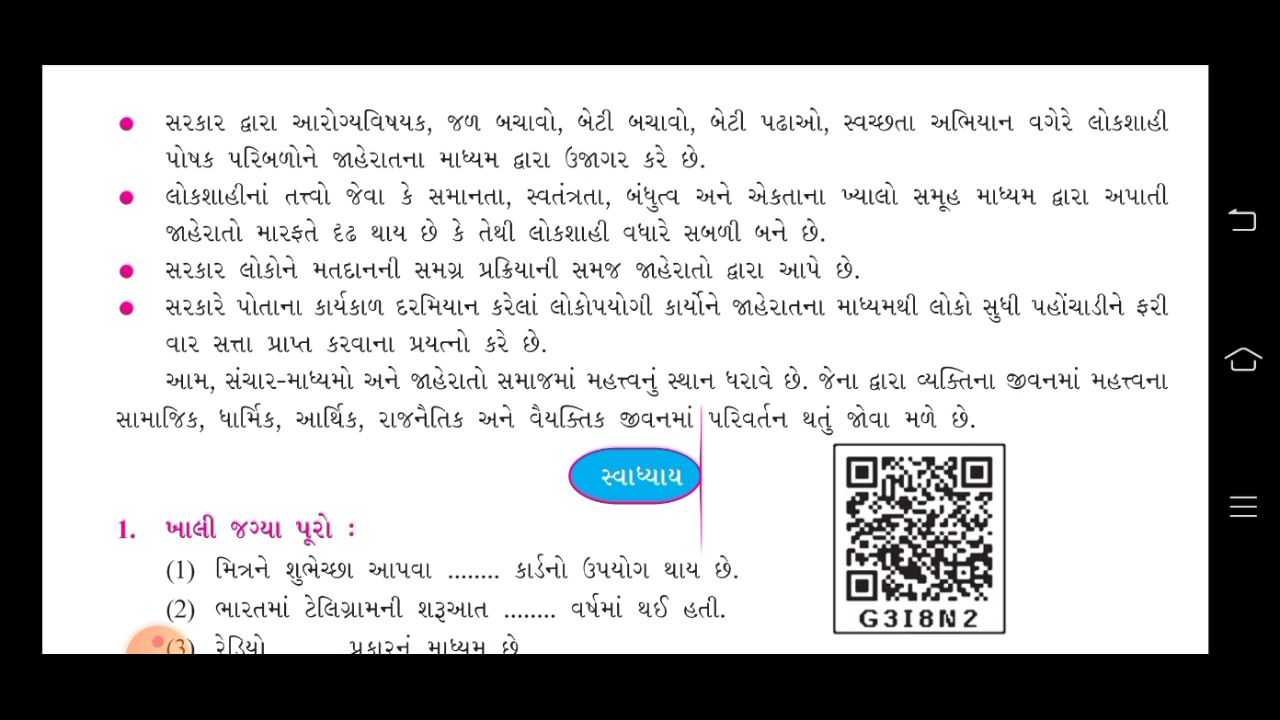 ● સરકાર દ્વારા આરોગ્યવિષયક, જળ બચાવો, બેટી બચાવો, બેટી પઢાઓ, સ્વચ્છતા અભિયાન વગેરે લોકશાહી
પોષક પરિબળોને જાહેરાતના માધ્યમ દ્વારા ઉજાગર કરે છે.
● લોકશાહીનાં તત્ત્વો જેવા કે સમાનતા, સ્વતંત્રતા, બંધુત્વ અને એકતાના ખ્યાલો સમૂહ માધ્યમ દ્વારા અપાતી
જાહેરાતો મારફતે દૃઢ થાય છે કે તેથી લોકશાહી વધારે સબળી બને છે.
● સરકાર લોકોને મતદાનની સમગ્ર પ્રક્રિયાની સમજ જાહેરાતો દ્વારા આપે છે.
● સરકારે પોતાના કાર્યકાળ દરમિયાન કરેલાં લોકોપયોગી કાર્યોને જાહેરાતના માધ્યમથી લોકો સુધી પહોંચાડીને ફરી
વાર સત્તા પ્રાપ્ત કરવાના પ્રયત્નો કરે છે.
આમ, સંચાર-માધ્યમો અને જાહેરાતો સમાજમાં મહત્ત્વનું સ્થાન ધરાવે છે. જેના દ્વારા વ્યક્તિના જીવનમાં મહત્ત્વના
સામાજિક, ધાર્મિક, આર્થિક, રાજનૈતિક અને વૈયક્તિક જીવનમાં પરિવર્તન થતું જોવા મળે છે.
સ્વાધ્યાય
1. ખાલી જગ્યા પૂરો :
(1) મિત્રને શુભેચ્છા આપવા ........ કાર્ડનો ઉપયોગ થાય છે.
(2) ભારતમાં ટેલિગ્રામની શરૂઆત ........ વર્ષમાં થઈ હતી.
G3I8N2
(3) રેડિયો પ્રકારનું માધ્યમ છે